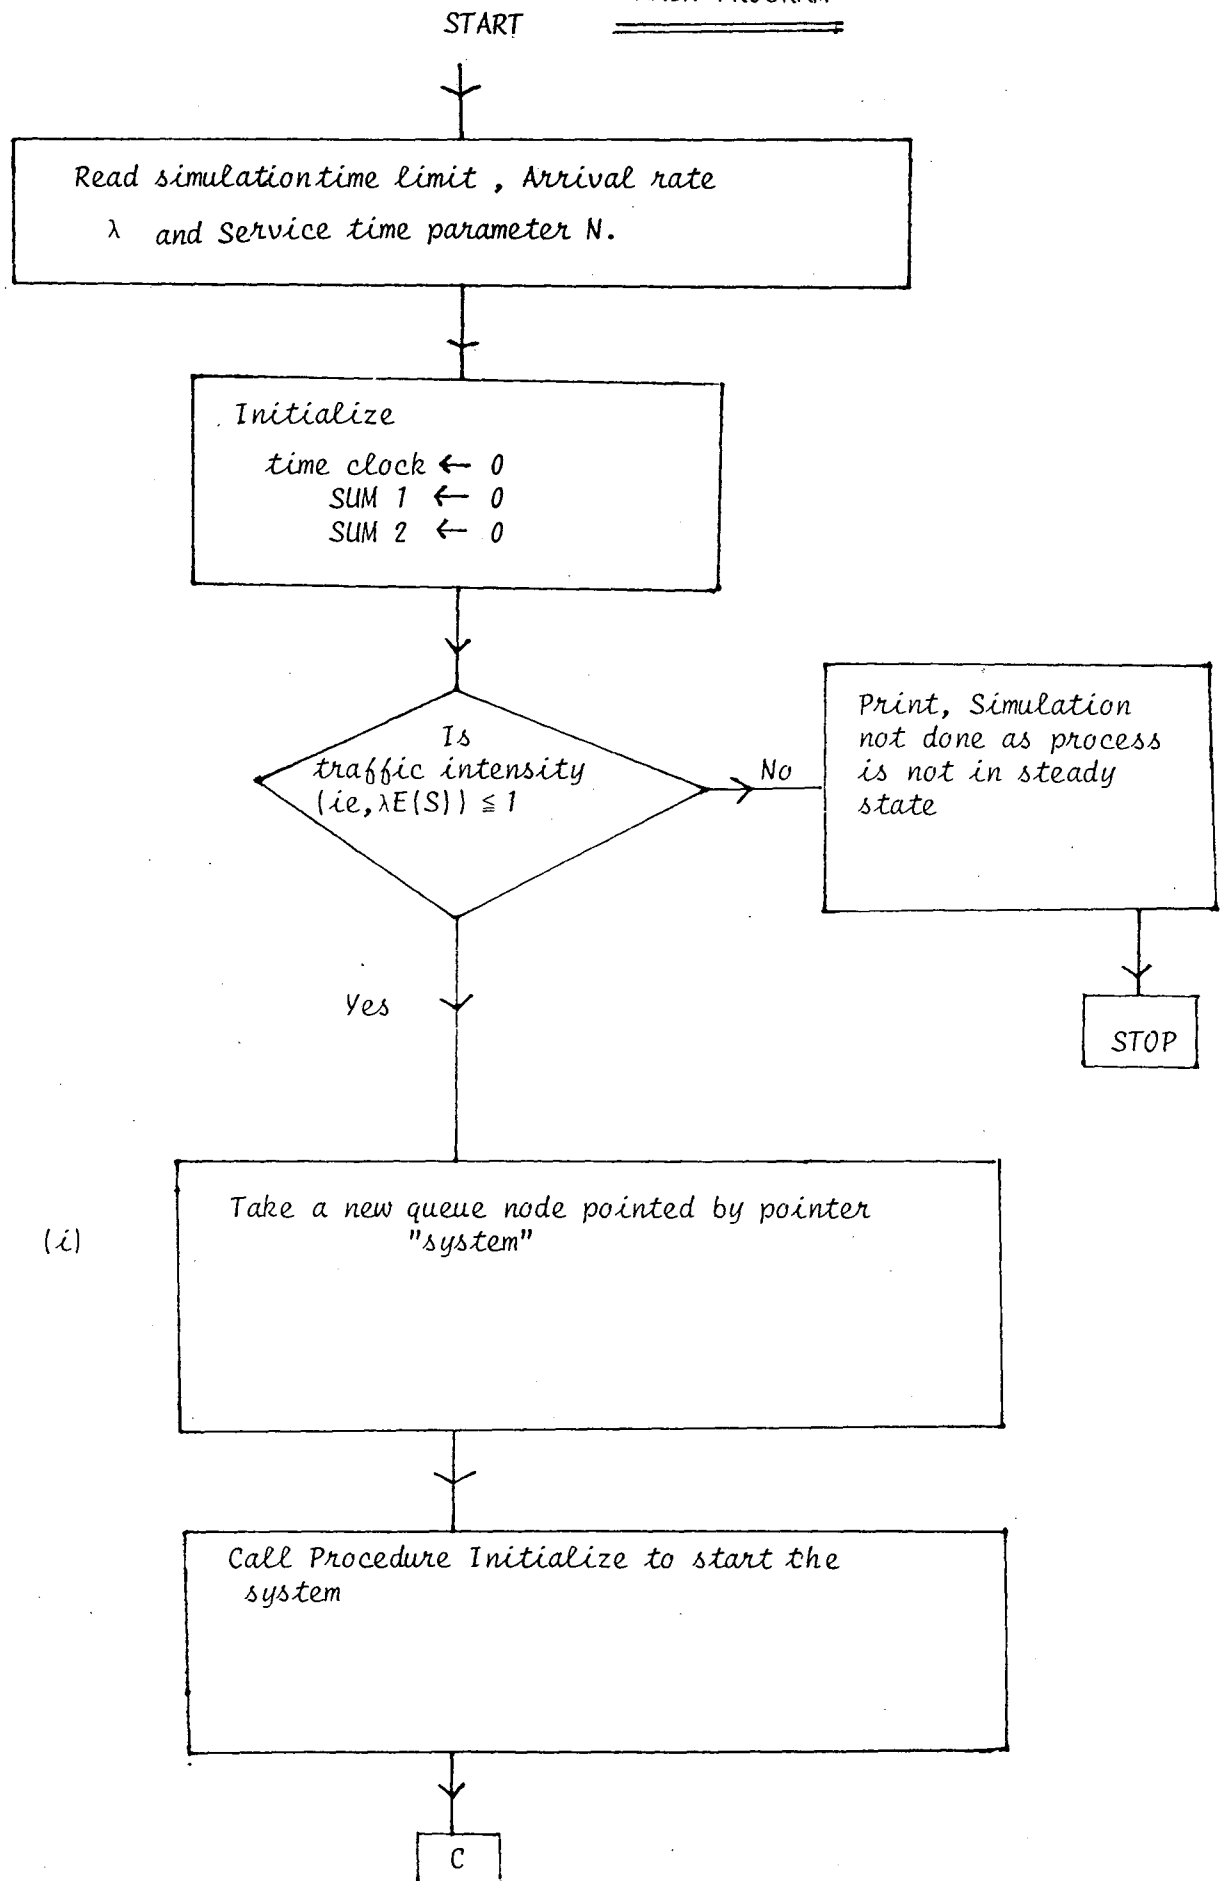 PROGRAM
START
Read simulationtime limit , Arrival rate
λ and Service time parameter N.
Initialize
time clock ← 0
SUM 1 ← 0
SUM 2 ← 0
Is
traffic intensity
(ie,λE(S)) ≦ 1
No
Print, Simulation
not done as process
is not in steady
state
STOP
Yes
(i)
Take a new queue node pointed by pointer
"system"
Call Procedure Initialize to start the
system
C